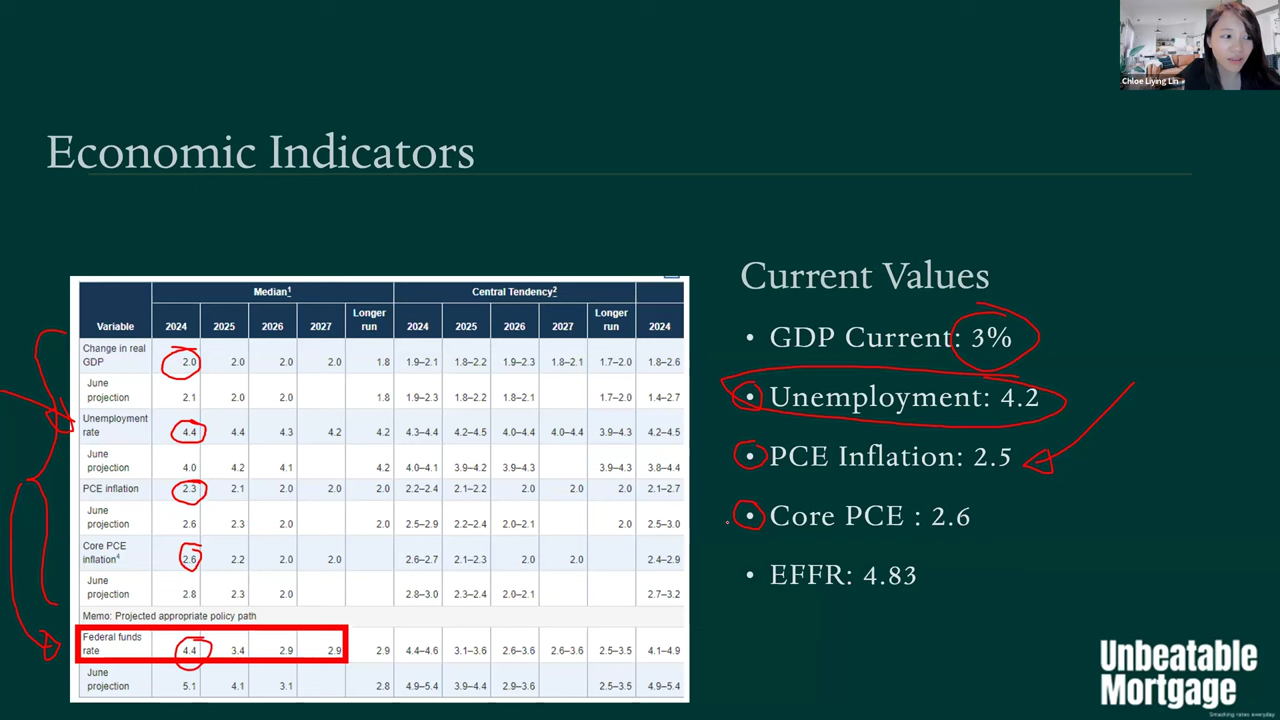 Chloe Liying Lin
Economic Indicators
Median1 Central Tendency2
Variable 2024 2025 2026 2027 Longer run 2024 2025 2026 2027 Longer run 2024
Change in real GDP 2.0 2.0 2.0 2.0 1.8 1.9–2.1 1.8–2.2 1.9–2.3 1.8–2.1 1.7–2.0 1.8–2.6
June projection 2.1 2.0 2.0 1.8 1.9–2.3 1.8–2.2 1.8–2.1 1.7–2.0 1.4–2.7
Unemployment rate 4.4 4.4 4.3 4.2 4.2 4.3–4.4 4.2–4.5 4.0–4.4 4.0–4.4 3.9–4.3 4.2–4.5
June projection 4.0 4.2 4.1 4.2 4.0–4.1 3.9–4.2 3.9–4.3 3.9–4.3 3.8–4.4
PCE inflation 2.3 2.1 2.0 2.0 2.0 2.2–2.4 2.1–2.2 2.0 2.0 2.0 2.1–2.7
June projection 2.6 2.3 2.0 2.0 2.5–2.9 2.2–2.4 2.0–2.1 2.0 2.5–3.0
Core PCE inflation4 2.6 2.2 2.0 2.0 2.6–2.7 2.1–2.3 2.0 2.0 2.4–2.9
June projection 2.8 2.3 2.0 2.8–3.0 2.3–2.4 2.0–2.1 2.7–3.2
Memo: Projected appropriate policy path
Federal funds rate 4.4 3.4 2.9 2.9 2.9 4.4–4.6 3.1–3.6 2.6–3.6 2.6–3.6 2.5–3.5 4.1–4.9
June projection 5.1 4.1 3.1 2.8 4.9–5.4 3.9–4.4 2.9–3.6 2.5–3.5 4.9–5.4
Current Values
• GDP Current: 3%
• Unemployment: 4.2
• PCE Inflation: 2.5
• Core PCE : 2.6
• EFFR: 4.83
Unbeatable
Mortgage
Smashing rates everyday